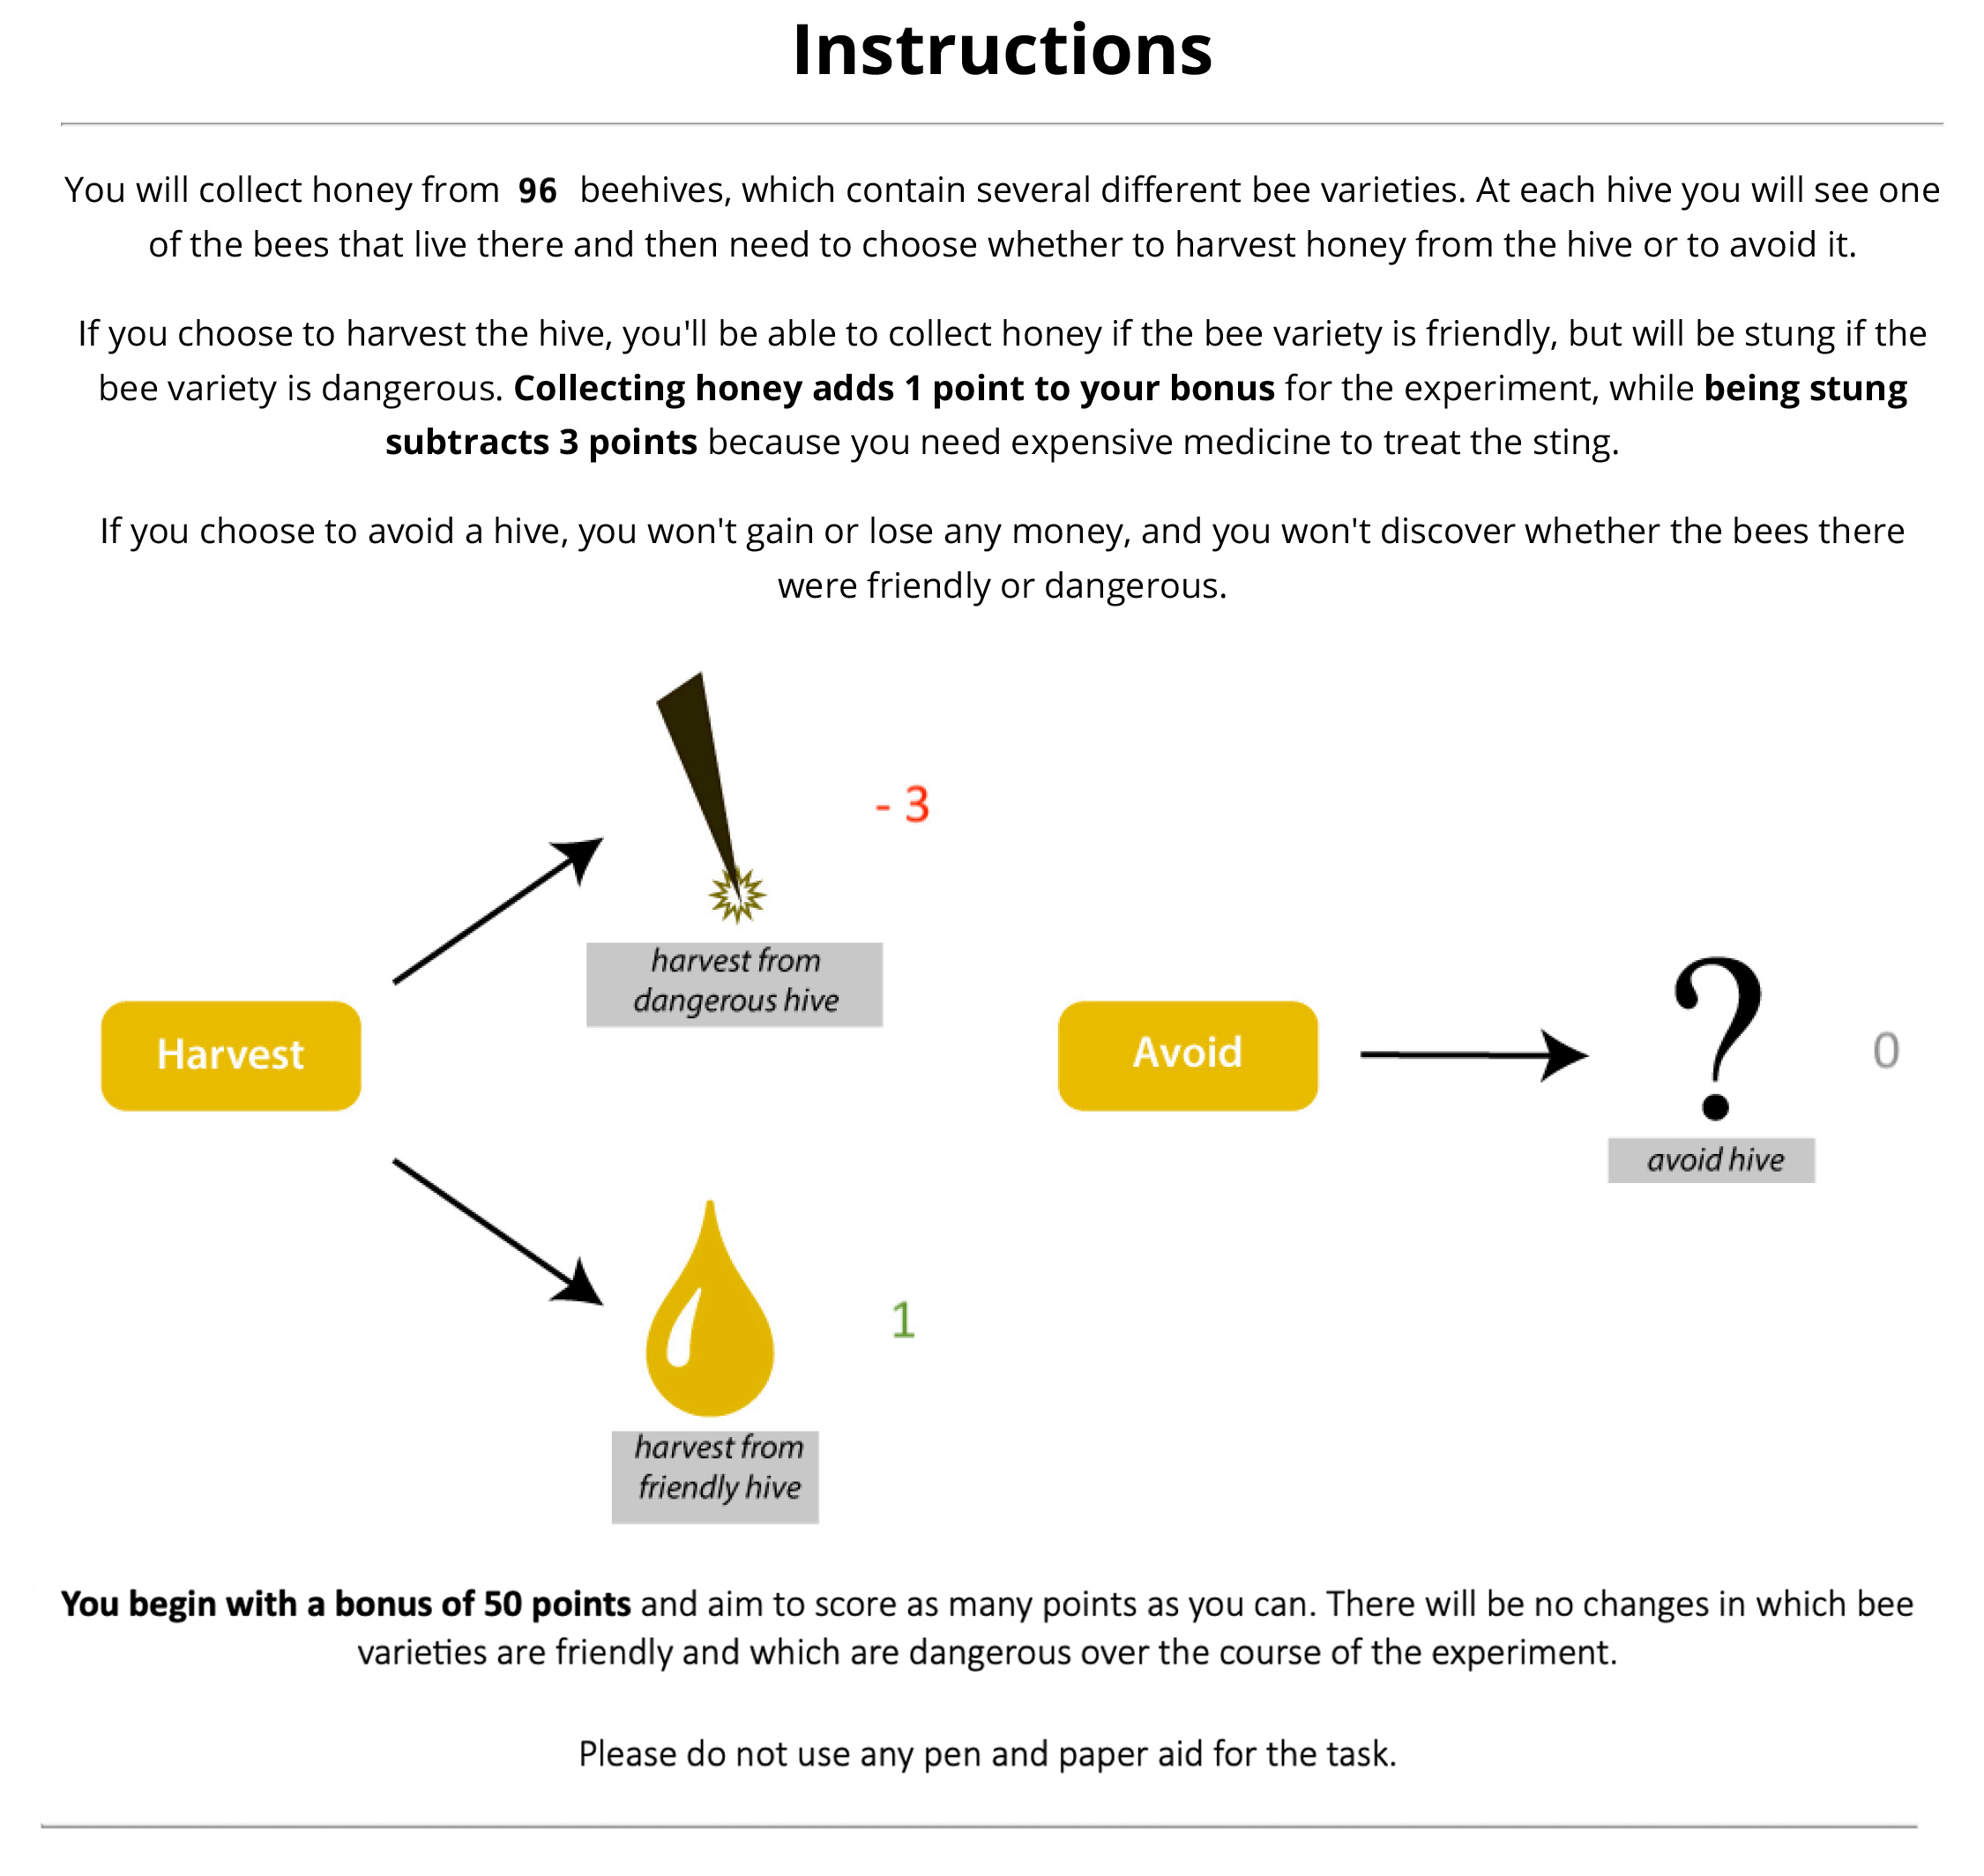 Instructions
You will collect honey from 96 beehives, which contain several different bee varieties. At each hive you will see one
of the bees that live there and then need to choose whether to harvest honey from the hive or to avoid it.
If you choose to harvest the hive, you'll be able to collect honey if the bee variety is friendly, but will be stung if the
bee variety is dangerous. Collecting honey adds 1 point to your bonus for the experiment, while being stung
subtracts 3 points because you need expensive medicine to treat the sting.
If you choose to avoid a hive, you won't gain or lose any money, and you won't discover whether the bees there
were friendly or dangerous.
- 3
harvest from
dangerous hive
Harvest
Avoid
?
0
avoid hive
1
harvest from
friendly hive
You begin with a bonus of 50 points and aim to score as many points as you can. There will be no changes in which bee
varieties are friendly and which are dangerous over the course of the experiment.
Please do not use any pen and paper aid for the task.